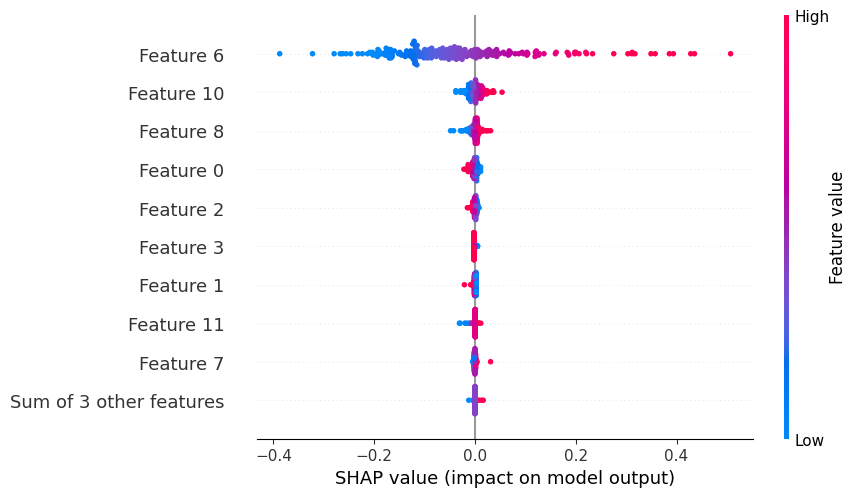 High
Feature 6
Feature 10
Feature 8
Feature 0
Feature 2
Feature 3
Feature 1
Feature 11
Feature 7
Sum of 3 other features
Feature value
Low
−0.4 −0.2 0.0 0.2 0.4
SHAP value (impact on model output)